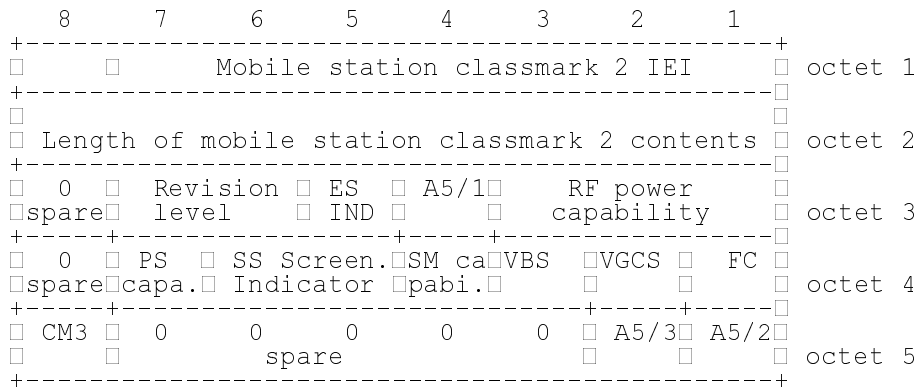 8 7 6 5 4 3 2 1
Mobile station classmark 2 IEI octet 1
Length of mobile station classmark 2 contents octet 2
0 Revision ES A5/1 RF power
spare level IND capability octet 3
0 PS SS Screen. SM ca VBS VGCS FC
spare capa. Indicator pabi. octet 4
CM3 0 0 0 0 0 A5/3 A5/2
spare octet 5